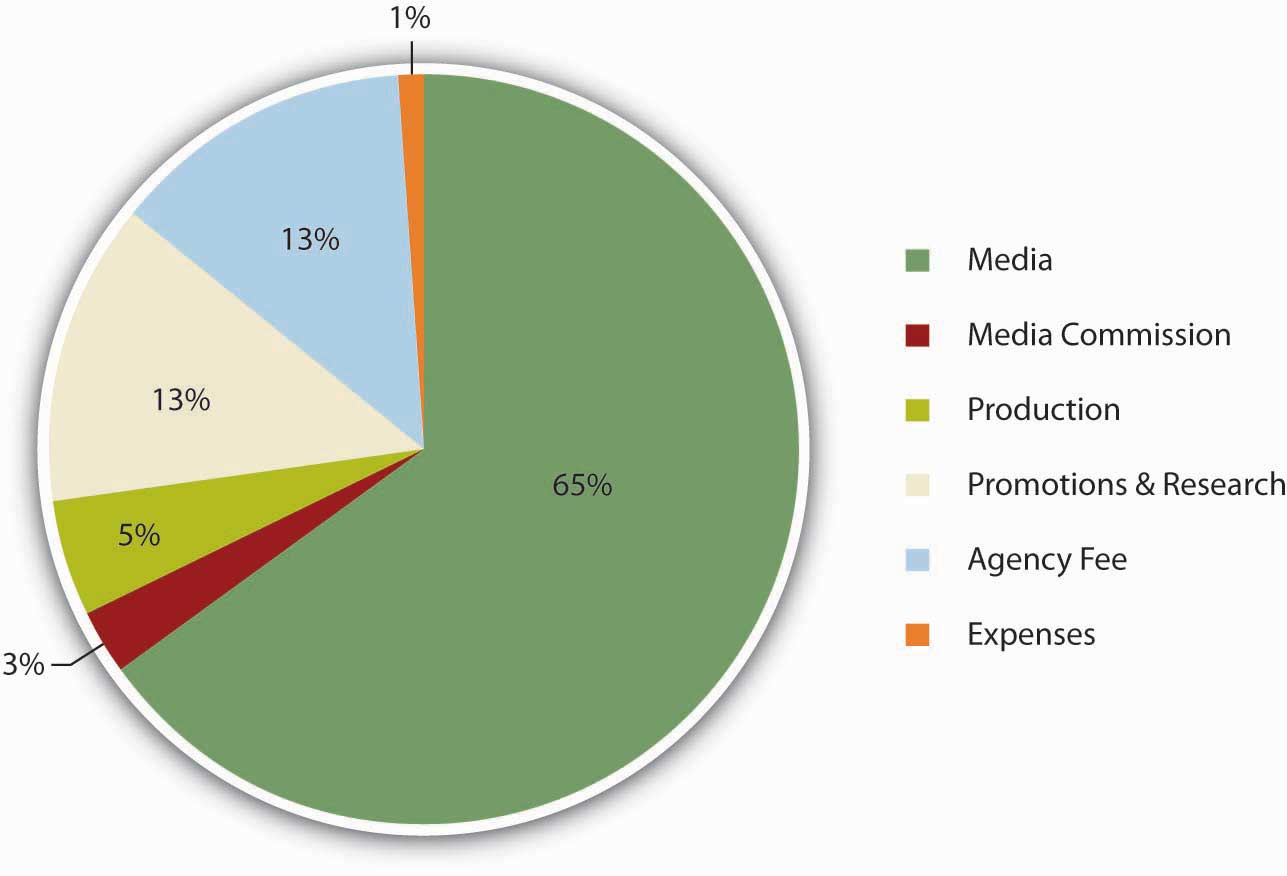 1%
13%
13%
65%
5%
3%
Media
Media Commission
Production
Promotions & Research
Agency Fee
Expenses